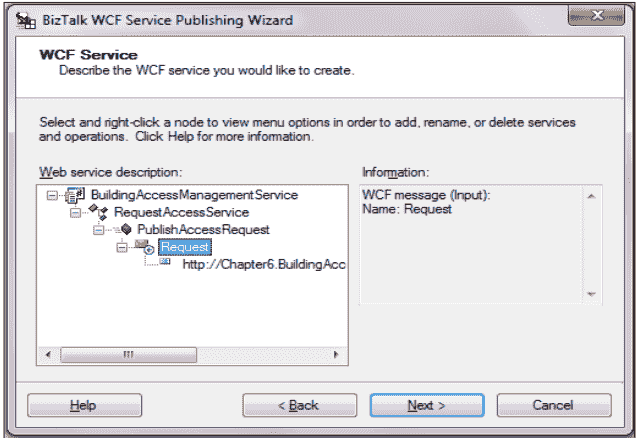 BizTalk WCF Service Publishing Wizard
WCF Service
Describe the WCF service you would like to create.
Select and right-click a node to view menu options in order to add, rename, or delete services
and operations. Click Help for more information.
Web service description:
BuildingAccessManagementService
RequestAccessService
PublishAccessRequest
Request
http://Chapter6.BuildingAcc
Information:
WCF message (Input):
Name: Request
Help
< Back
Next >
Cancel